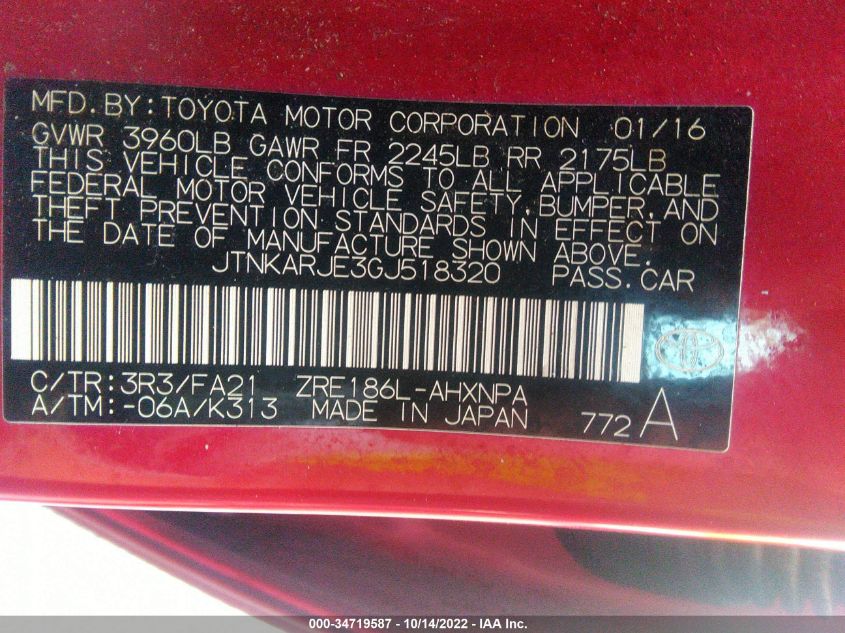 MFD.BY:TOYOTA MOTOR CORPORATION 01/16
GVWR 3960LB GAWR FR 2245LB RR 2175LB
THIS VEHICLE CONFORMS TO ALL APPLICABLE
FEDERAL MOTOR VEHICLE SAFETY,BUMPER,AND
THEFT PREVENTION STANDARDS IN EFFECT ON
THE DATE OF MANUFACTURE SHOWN ABOVE.
JTNKARJE3GJ518320 PASS.CAR
C/TR:3R3/FA21 ZRE186L-AHXNPA
A/TM:-06A/K313 MADE IN JAPAN 772 A
000-34719587 - 10/14/2022 - IAA Inc.